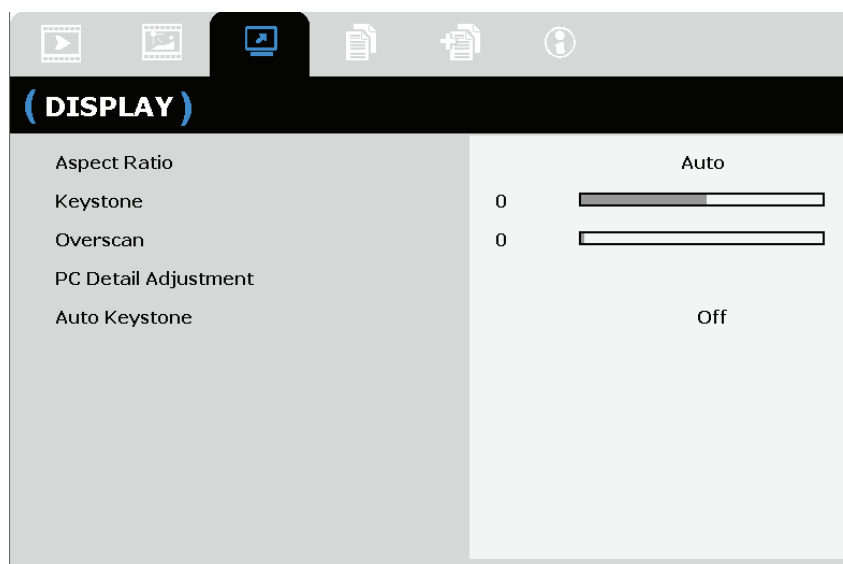 (DISPLAY)
Aspect Ratio Auto
Keystone 0
Overscan 0
PC Detail Adjustment
Auto Keystone Off